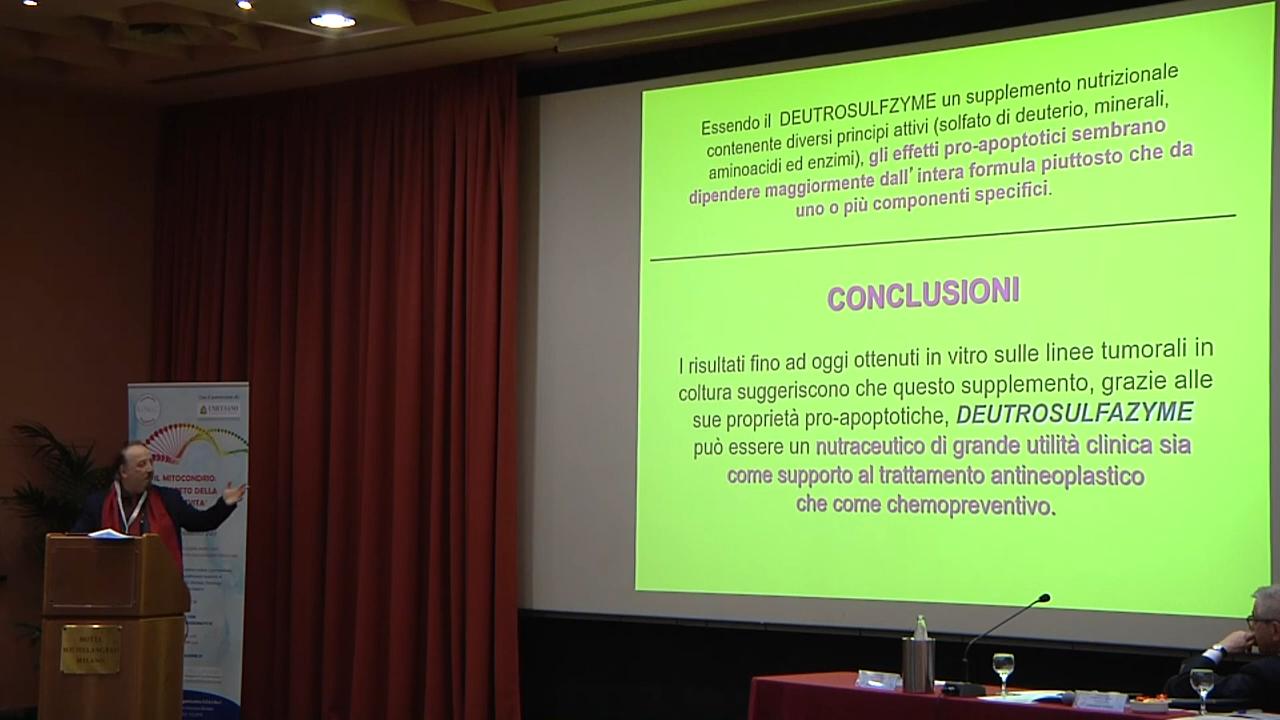 Essendo il DEUTROSULFZYME un supplemento nutrizionale
contenente diversi principi attivi (solfato di deuterio, minerali,
aminoacidi ed enzimi), gli effetti pro-apoptotici sembrano
dipendere maggiormente dall' intera formula piuttosto che da
uno o più componenti specifici.
CONCLUSIONI
I risultati fino ad oggi ottenuti in vitro sulle linee tumorali in
coltura suggeriscono che questo supplemento, grazie alle
sue proprietà pro-apoptotiche, DEUTROSULFAZYME
può essere un nutraceutico di grande utilità clinica sia
come supporto al trattamento antineoplastico
che come chemopreventivo.
IL MITOCONDRIO:
DELLA
HOTEL
MICHELANGELO
MILANO